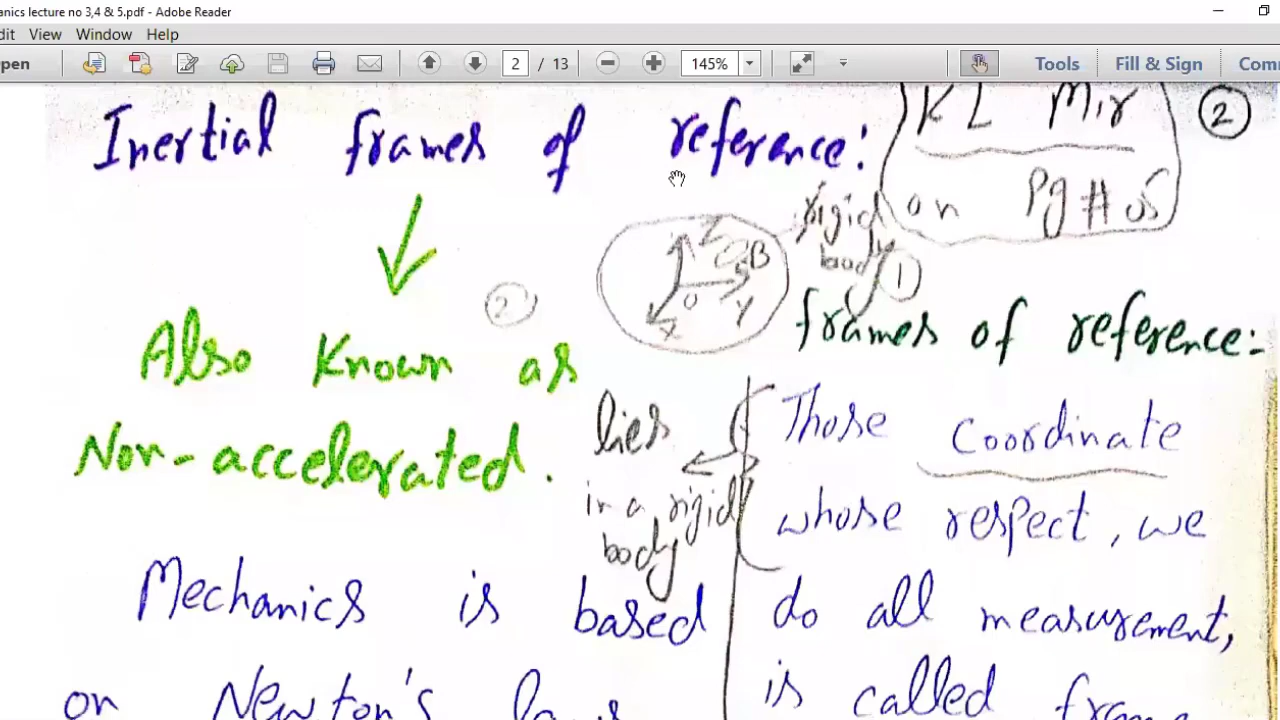 anics lecture no 3,4 & 5.pdf - Adobe Reader
dit View Window Help
pen 2 / 13 145% Tools Fill & Sign Com
Inertial frames of reference:
KL Mir
on Pg # 05
2
Also Known as
Non-accelerated.
Mechanics is based
on Newton's laws
2
Z
B
O
Y
X
rigid
body
1
frames of reference:-
Those Coordinate
whose respect, we
do all measurement,
is called frame
lies
in a rigid
body